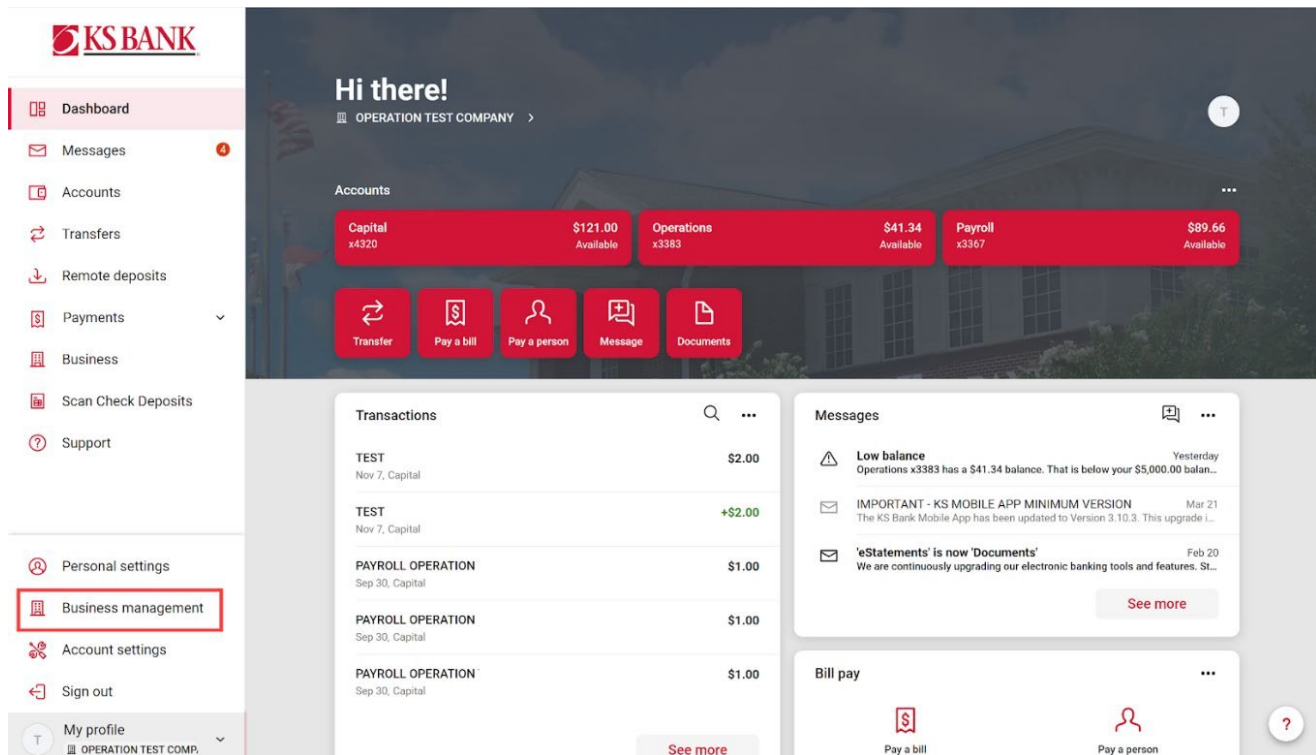 KS BANK
Dashboard
Messages 4
Accounts
Transfers
Remote deposits
Payments
Business
Scan Check Deposits
Support
Personal settings
Business management
Account settings
Sign out
T My profile
OPERATION TEST COMP.
Hi there!
OPERATION TEST COMPANY >
T
Accounts ...
Capital $121.00
x4320 Available
Operations $41.34
x3383 Available
Payroll $89.66
x3367 Available
Transfer
Pay a bill
Pay a person
Message
Documents
Transactions ...
TEST $2.00
Nov 7, Capital
TEST +$2.00
Nov 7, Capital
PAYROLL OPERATION $1.00
Sep 30, Capital
PAYROLL OPERATION $1.00
Sep 30, Capital
PAYROLL OPERATION $1.00
Sep 30, Capital
See more
Messages ...
Low balance Yesterday
Operations x3383 has a $41.34 balance. That is below your $5,000.00 balan...
IMPORTANT - KS MOBILE APP MINIMUM VERSION Mar 21
The KS Bank Mobile App has been updated to Version 3.10.3. This upgrade i...
'eStatements' is now 'Documents' Feb 20
We are continuously upgrading our electronic banking tools and features. St...
See more
Bill pay ...
Pay a bill
Pay a person
?